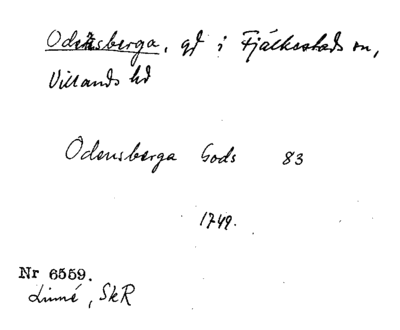 Odensberga, gd i Fjälkestads sn,
Villands hd
Odensberga Gods 83
1749.
Nr 6559.
Linné, SkR